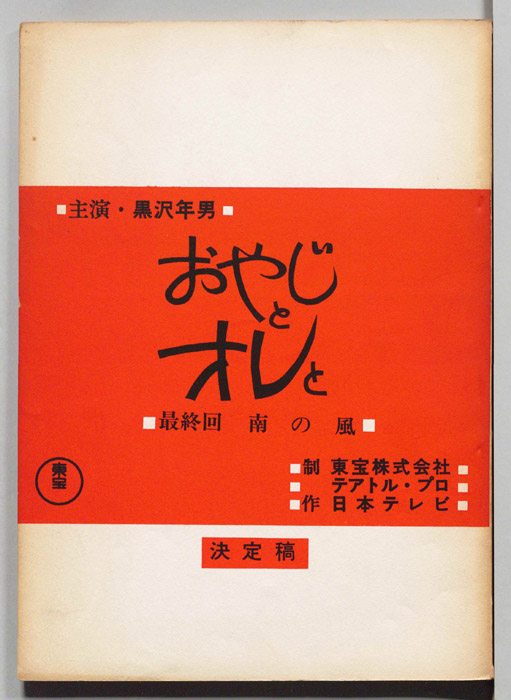 主演・黒沢年男
おやじ
と
オレと
最終回 南の風
制 東宝株式会社
テアトル・プロ
作 日本テレビ
東宝
決定稿